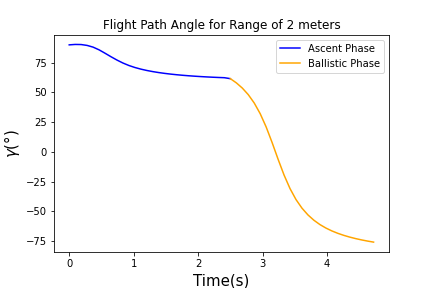 Flight Path Angle for Range of 2 meters
Ascent Phase
Ballistic Phase
γ(°)
75
50
25
0
−25
−50
−75
0 1 2 3 4
Time(s)